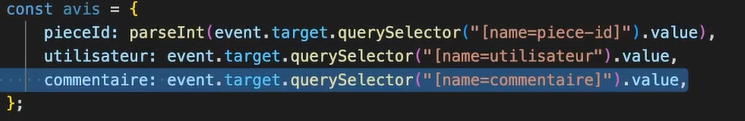 const avis = {
pieceId: parseInt(event.target.querySelector("[name=piece-id]").value),
utilisateur: event.target.querySelector("[name=utilisateur").value,
commentaire: event.target.querySelector("[name=commentaire]").value,
};